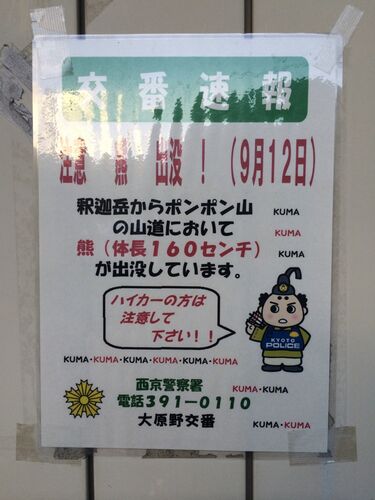 交番速報
注意 熊 出没！（9月12日）
釈迦岳からポンポン山
の山道において
熊（体長160センチ）
が出没しています。
KUMA
KUMA
KUMA
ハイカーの方は
注意して
下さい！！
KYOTO
POLICE
KUMA・KUMA・KUMA・KUMA・KUMA・KUMA
西京警察署
電話391-0110
大原野交番
KUMA・KUMA
KUMA・KUMA